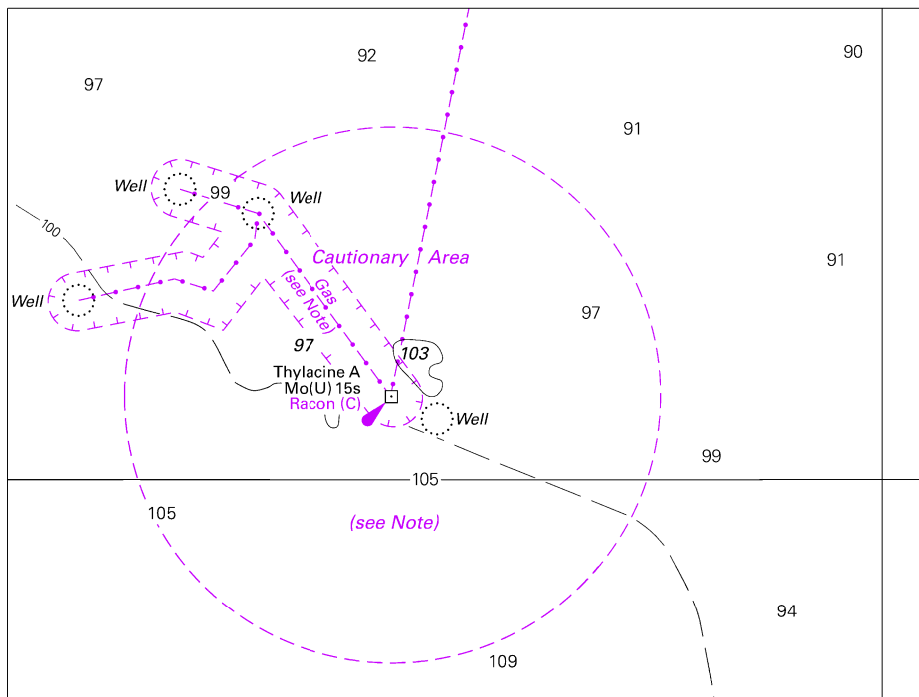 92
90
97
91
Well
99
Well
100
Cautionary Area
91
Gas
(see Note)
Well
97
97
103
Thylacine A
Mo(U) 15s
Racon (C)
Well
99
105
105
(see Note)
94
109